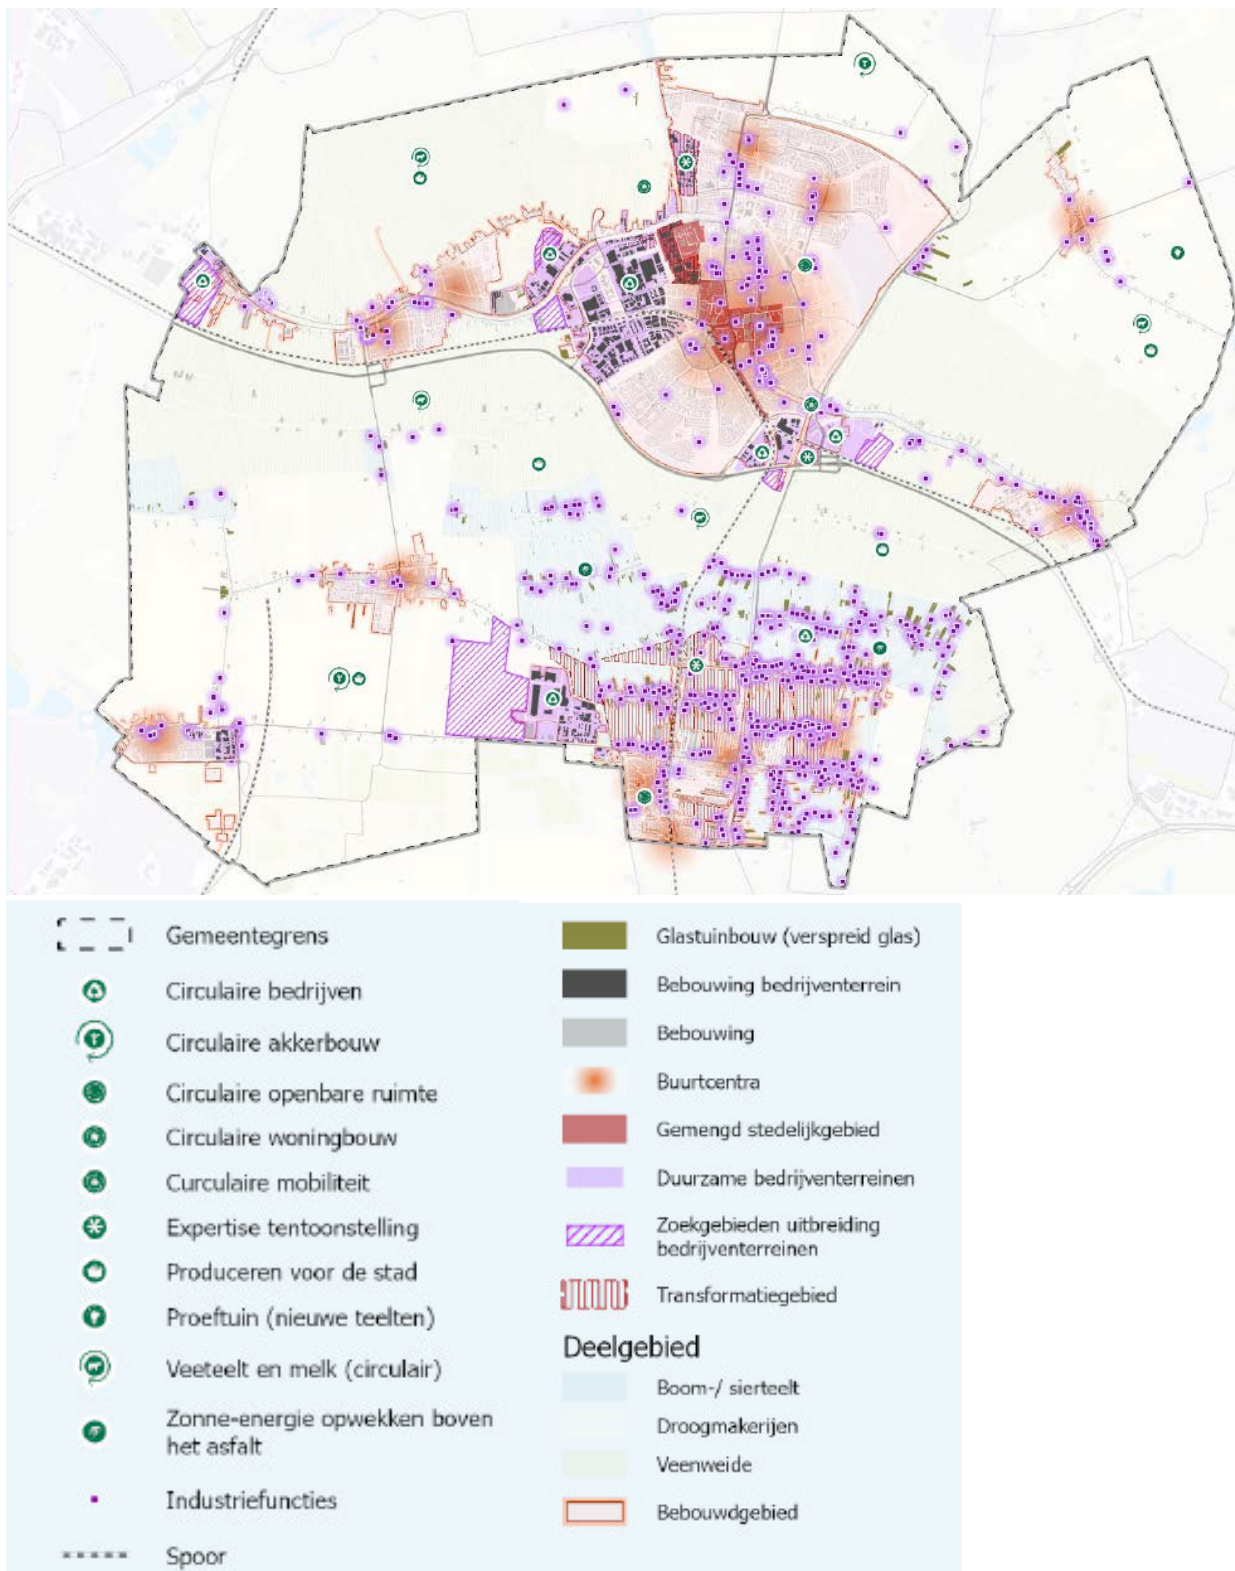 Gemeentegrens
Circulaire bedrijven
Circulaire akkerbouw
Circulaire openbare ruimte
Circulaire woningbouw
Curculaire mobiliteit
Expertise tentoonstelling
Produceren voor de stad
Proeftuin (nieuwe teelten)
Veeteelt en melk (circulair)
Zonne-energie opwekken boven
het asfalt
Industriefuncties
Spoor
Glastuinbouw (verspreid glas)
Bebouwing bedrijventerrein
Bebouwing
Buurtcentra
Gemengd stedelijkgebied
Duurzame bedrijventerreinen
Zoekgebieden uitbreiding
bedrijventerreinen
Transformatiegebied
Deelgebied
Boom-/ sierteelt
Droogmakerijen
Veenweide
Bebouwdgebied